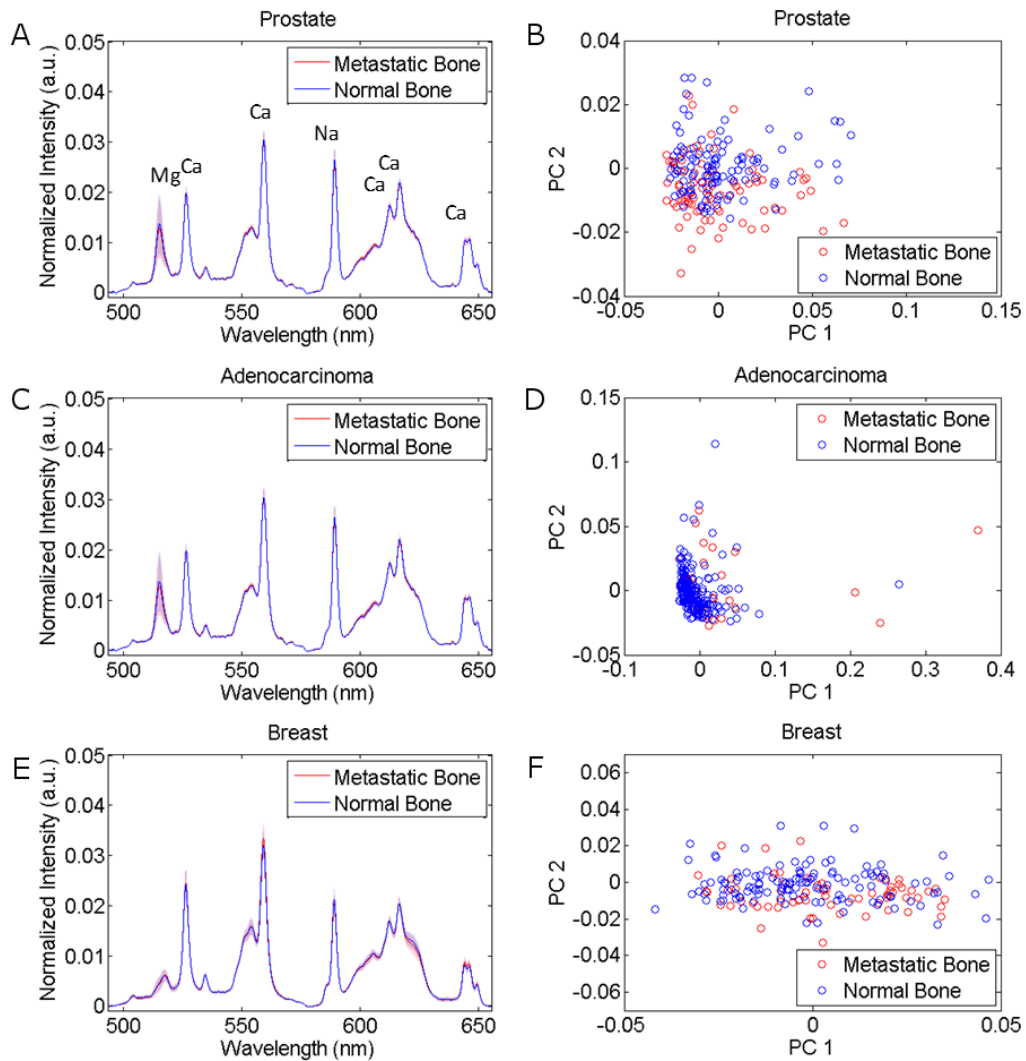 A
Prostate
Normalized Intensity (a.u.)
0.05
0.04
0.03
0.02
0.01
0
Metastatic Bone
Normal Bone
Mg
Ca
Ca
Na
Ca
Ca
Ca
500
550
600
650
Wavelength (nm)
B
Prostate
PC 2
0.04
0.02
0
-0.02
-0.04
Metastatic Bone
Normal Bone
-0.05
0
0.05
0.1
0.15
PC 1
C
Adenocarcinoma
Normalized Intensity (a.u.)
0.05
0.04
0.03
0.02
0.01
0
Metastatic Bone
Normal Bone
500
550
600
650
Wavelength (nm)
D
Adenocarcinoma
PC 2
0.15
0.1
0.05
0
-0.05
Metastatic Bone
Normal Bone
-0.1
0
0.1
0.2
0.3
0.4
PC 1
E
Breast
Normalized Intensity (a.u.)
0.05
0.04
0.03
0.02
0.01
0
Metastatic Bone
Normal Bone
500
550
600
650
Wavelength (nm)
F
Breast
PC 2
0.06
0.04
0.02
0
-0.02
-0.04
-0.06
Metastatic Bone
Normal Bone
-0.05
0
0.05
PC 1